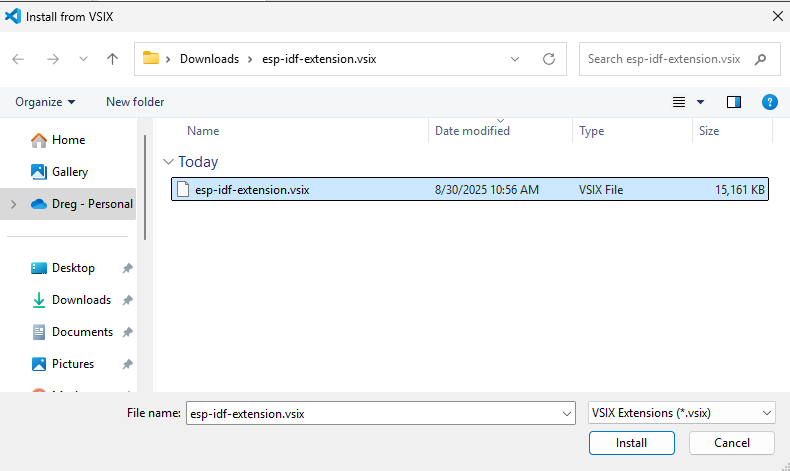 Install from VSIX
Downloads esp-idf-extension.vsix Search esp-idf-extension.vsix
Organize New folder
Name Date modified Type Size
Home
Gallery
Dreg - Personal
Desktop
Downloads
Documents
Pictures
Today
esp-idf-extension.vsix 8/30/2025 10:56 AM VSIX File 15,161 KB
File name: esp-idf-extension.vsix VSIX Extensions (*.vsix)
Install Cancel